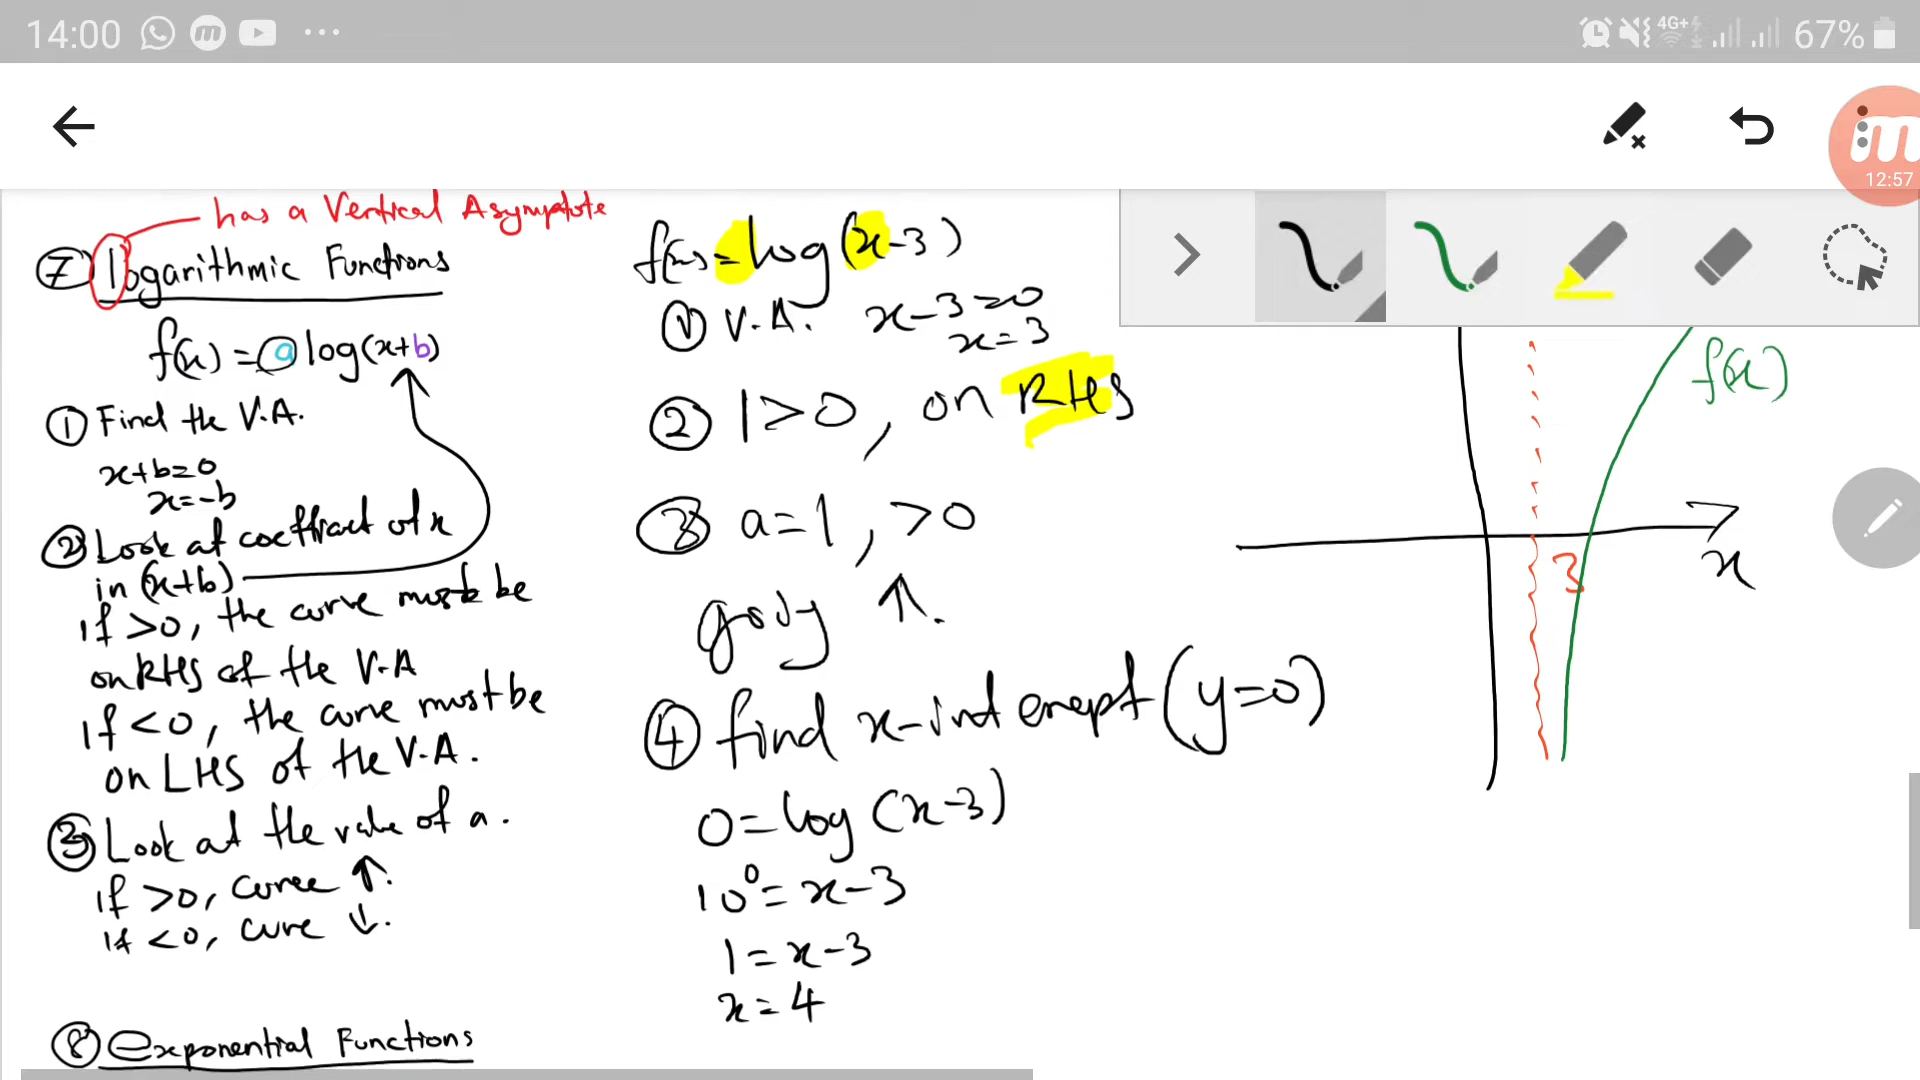 14:00
4G+
67%
12:57
has a Vertical Asymptote
⑦ Logarithmic Functions
f(x) = a log(x+b)
① Find the V.A.
x+b=0
x=-b
② Look at coefficient of x
in (x+b)
if >0, the curve must be
on RHS of the V.A
if <0, the curve must be
on LHS of the V.A.
③ Look at the value of a.
if >0, curve ↑.
if <0, curve ↓.
⑧ Exponential Functions
f(x) = log(x-3)
① V.A. x-3=0
x=3
② 1>0, on RHS
③ a=1, >0
going ↑.
④ find x-intercept (y=0)
0=log(x-3)
10⁰=x-3
1=x-3
x=4
f(x)
3
x